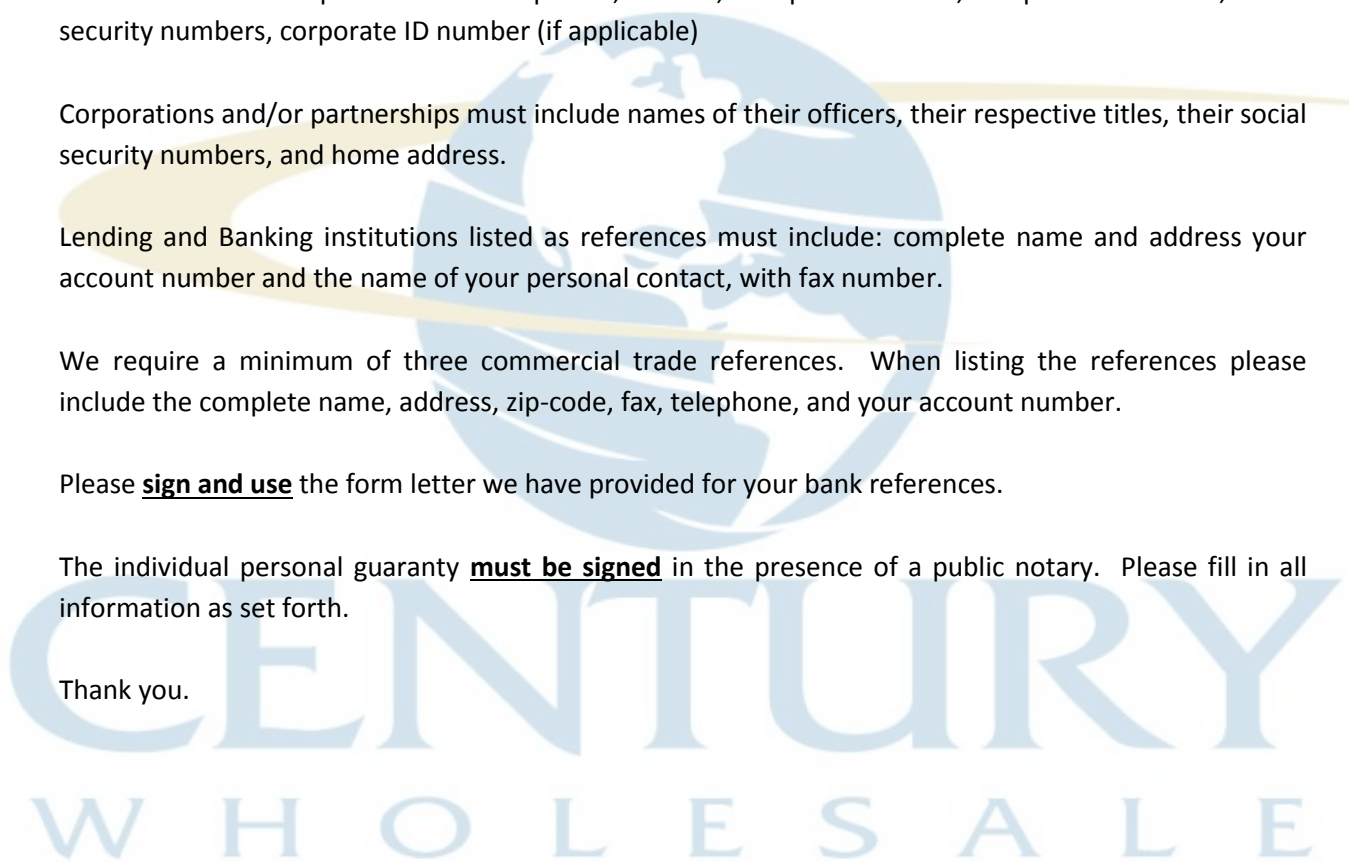 security numbers, corporate ID number (if applicable)
Corporations and/or partnerships must include names of their officers, their respective titles, their social
security numbers, and home address.
Lending and Banking institutions listed as references must include: complete name and address your
account number and the name of your personal contact, with fax number.
We require a minimum of three commercial trade references. When listing the references please
include the complete name, address, zip-code, fax, telephone, and your account number.
Please sign and use the form letter we have provided for your bank references.
The individual personal guaranty must be signed in the presence of a public notary. Please fill in all
information as set forth.
Thank you.
CENTURY
WHOLESALE